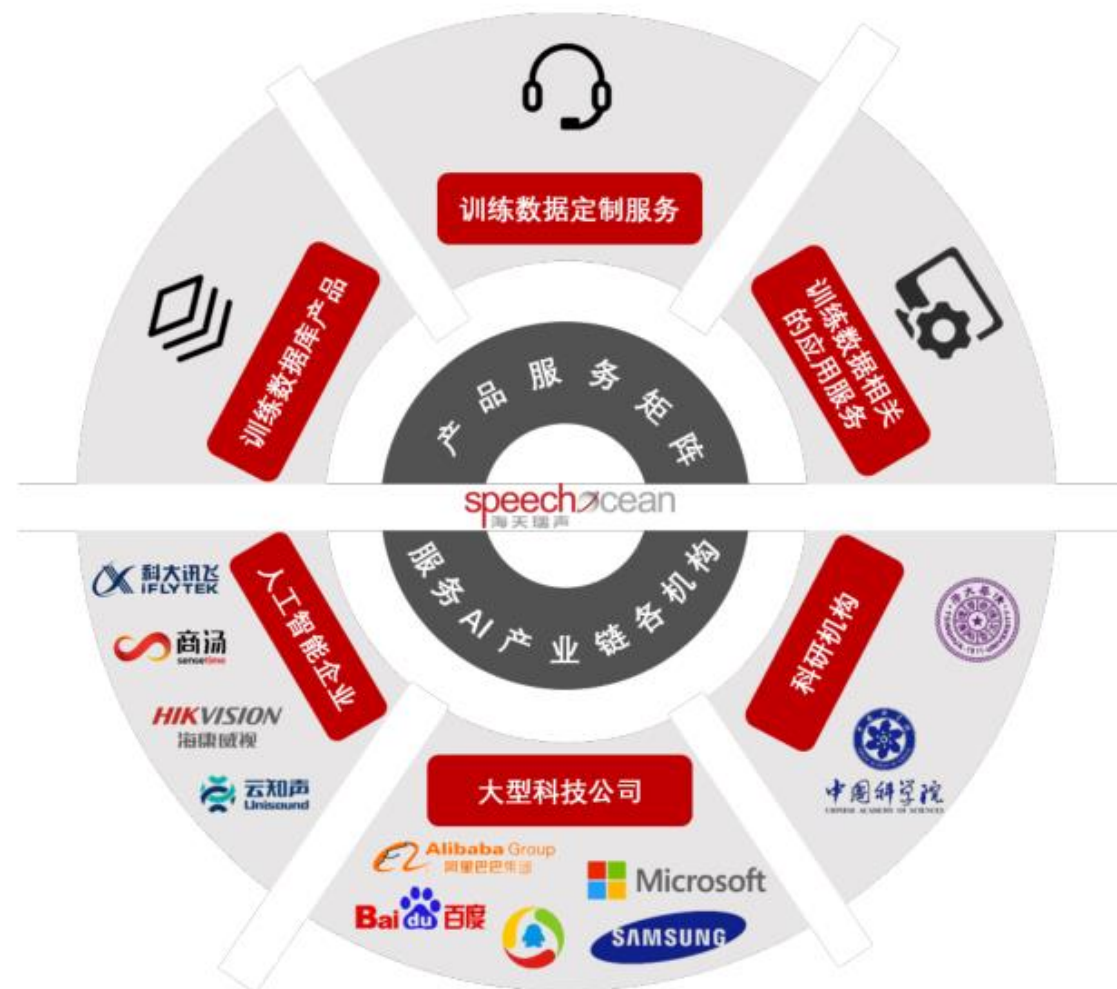 训练数据定制服务
训练数据库产品
训练数据相关
的应用服务
产品服务矩阵
speechocean
海天瑞声
服务AI产业链各机构
人工智能企业
科大讯飞
iFLYTEK
商汤
sensetime
HIKVISION
海康威视
云知声
Unisound
大型科技公司
Alibaba Group
阿里巴巴集团
Microsoft
Baidu百度
SAMSUNG
科研机构
中国科学院
CHINESE ACADEMY OF SCIENCES